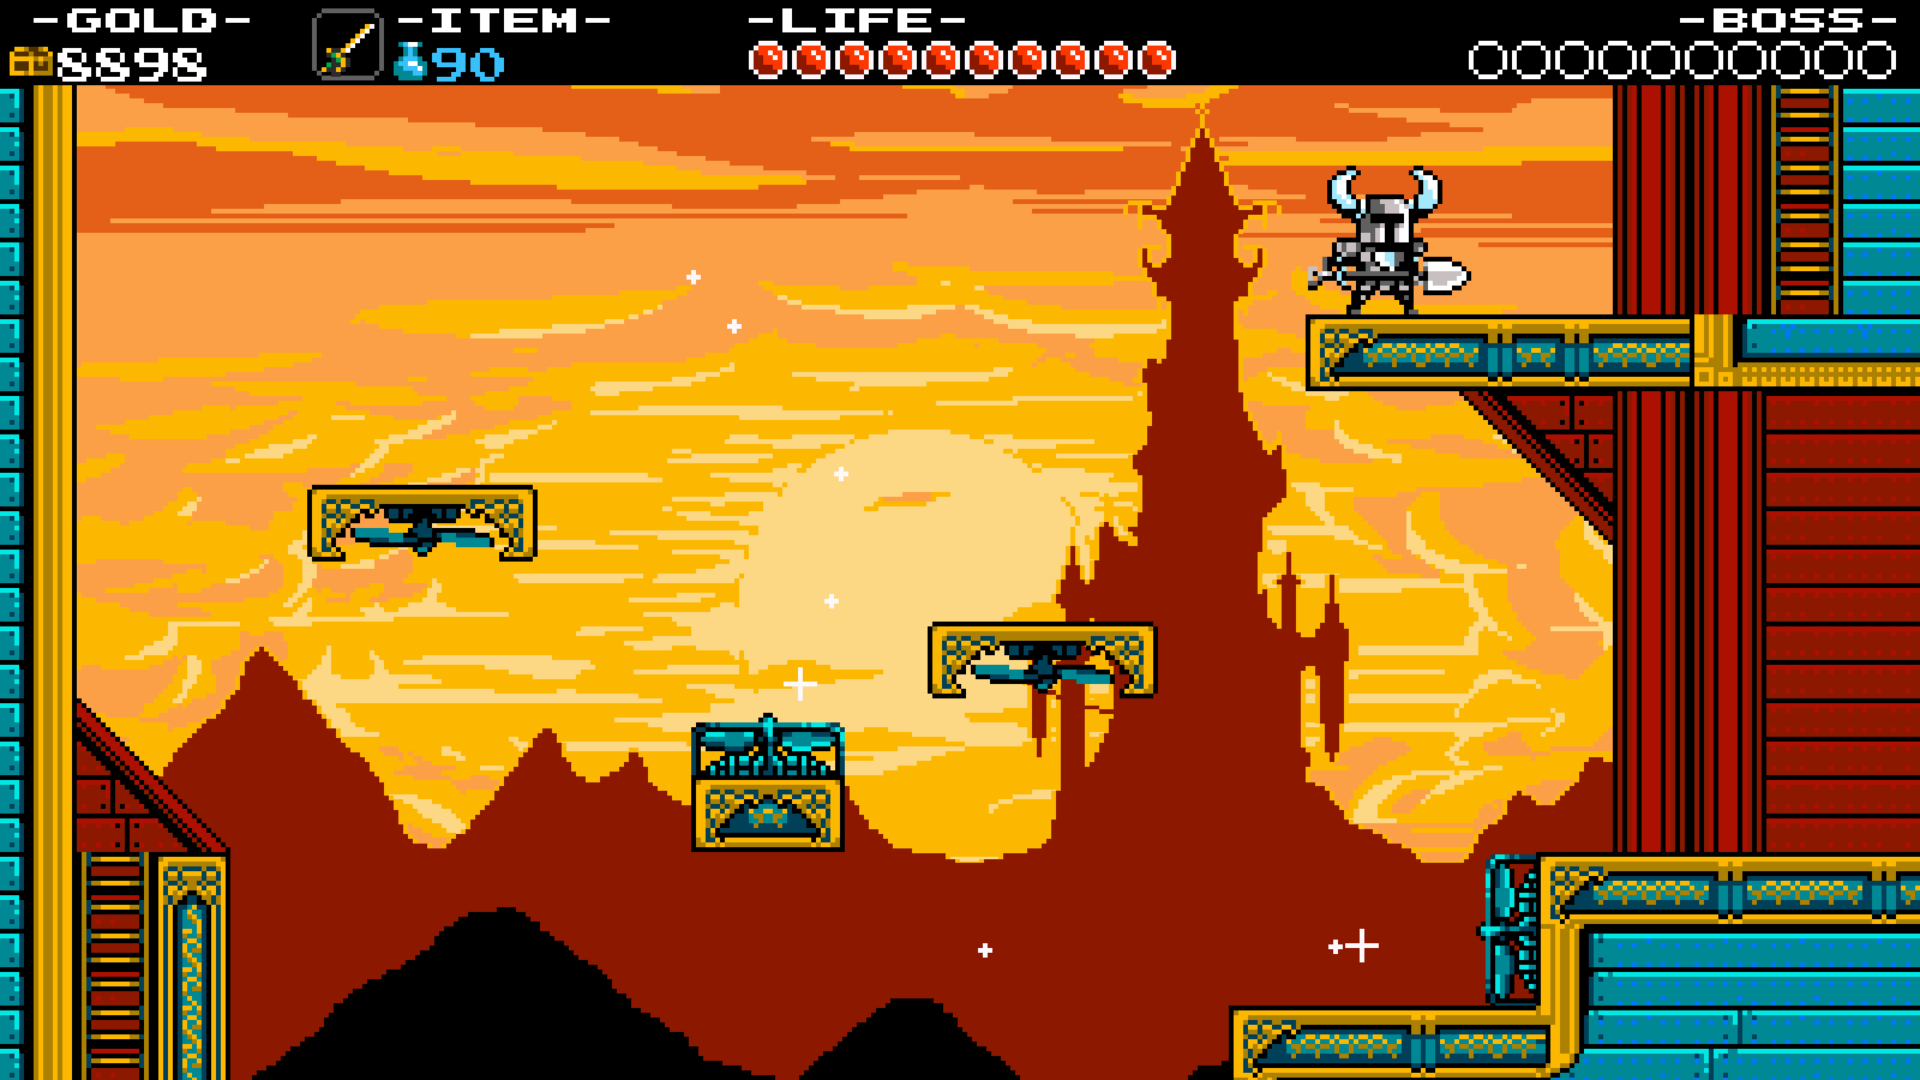 -GOLD- -ITEM- -LIFE- -BOSS-
8898 90